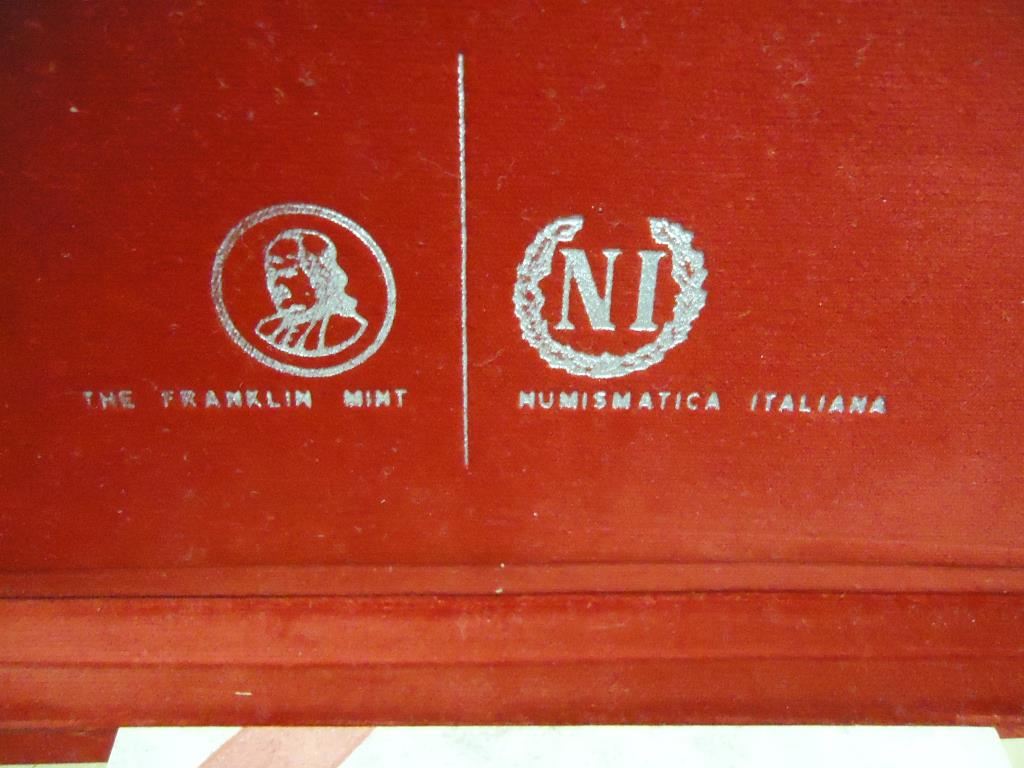 NI
THE FRANKLIN MINT
NUMISMATICA ITALIANA